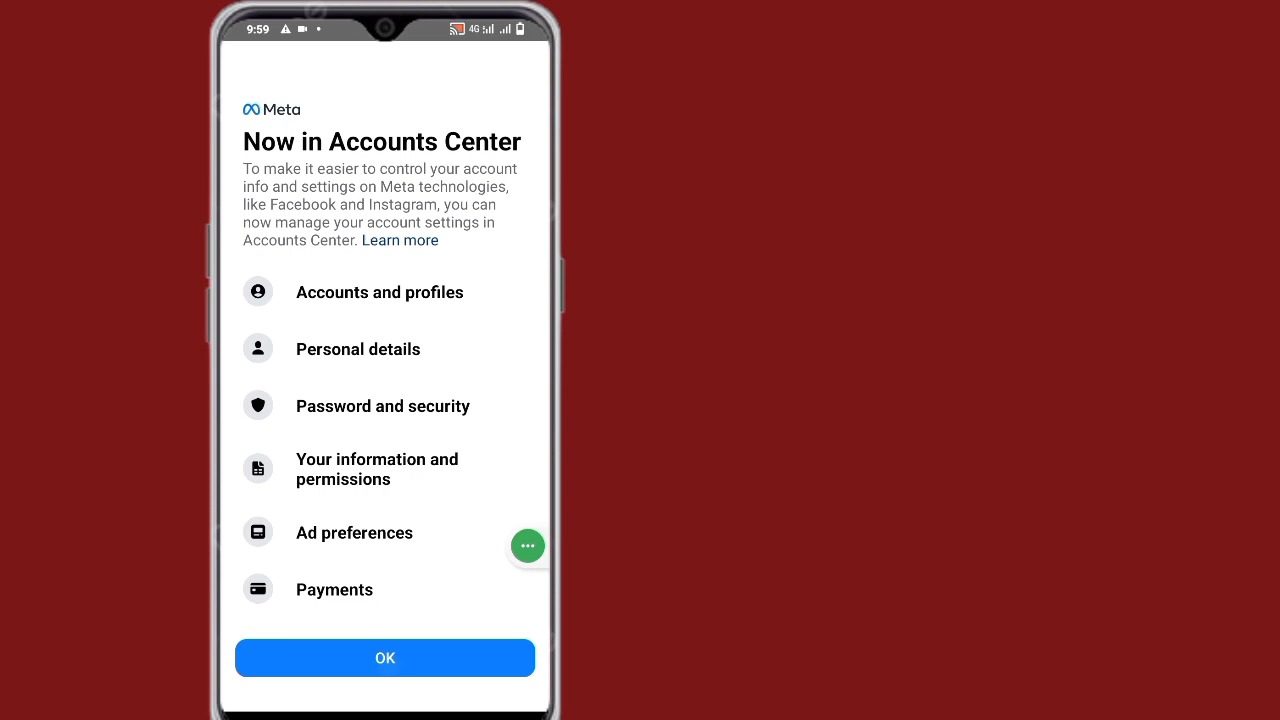 9:59
4G
Meta
Now in Accounts Center
To make it easier to control your account
info and settings on Meta technologies,
like Facebook and Instagram, you can
now manage your account settings in
Accounts Center. Learn more
Accounts and profiles
Personal details
Password and security
Your information and
permissions
Ad preferences
Payments
OK